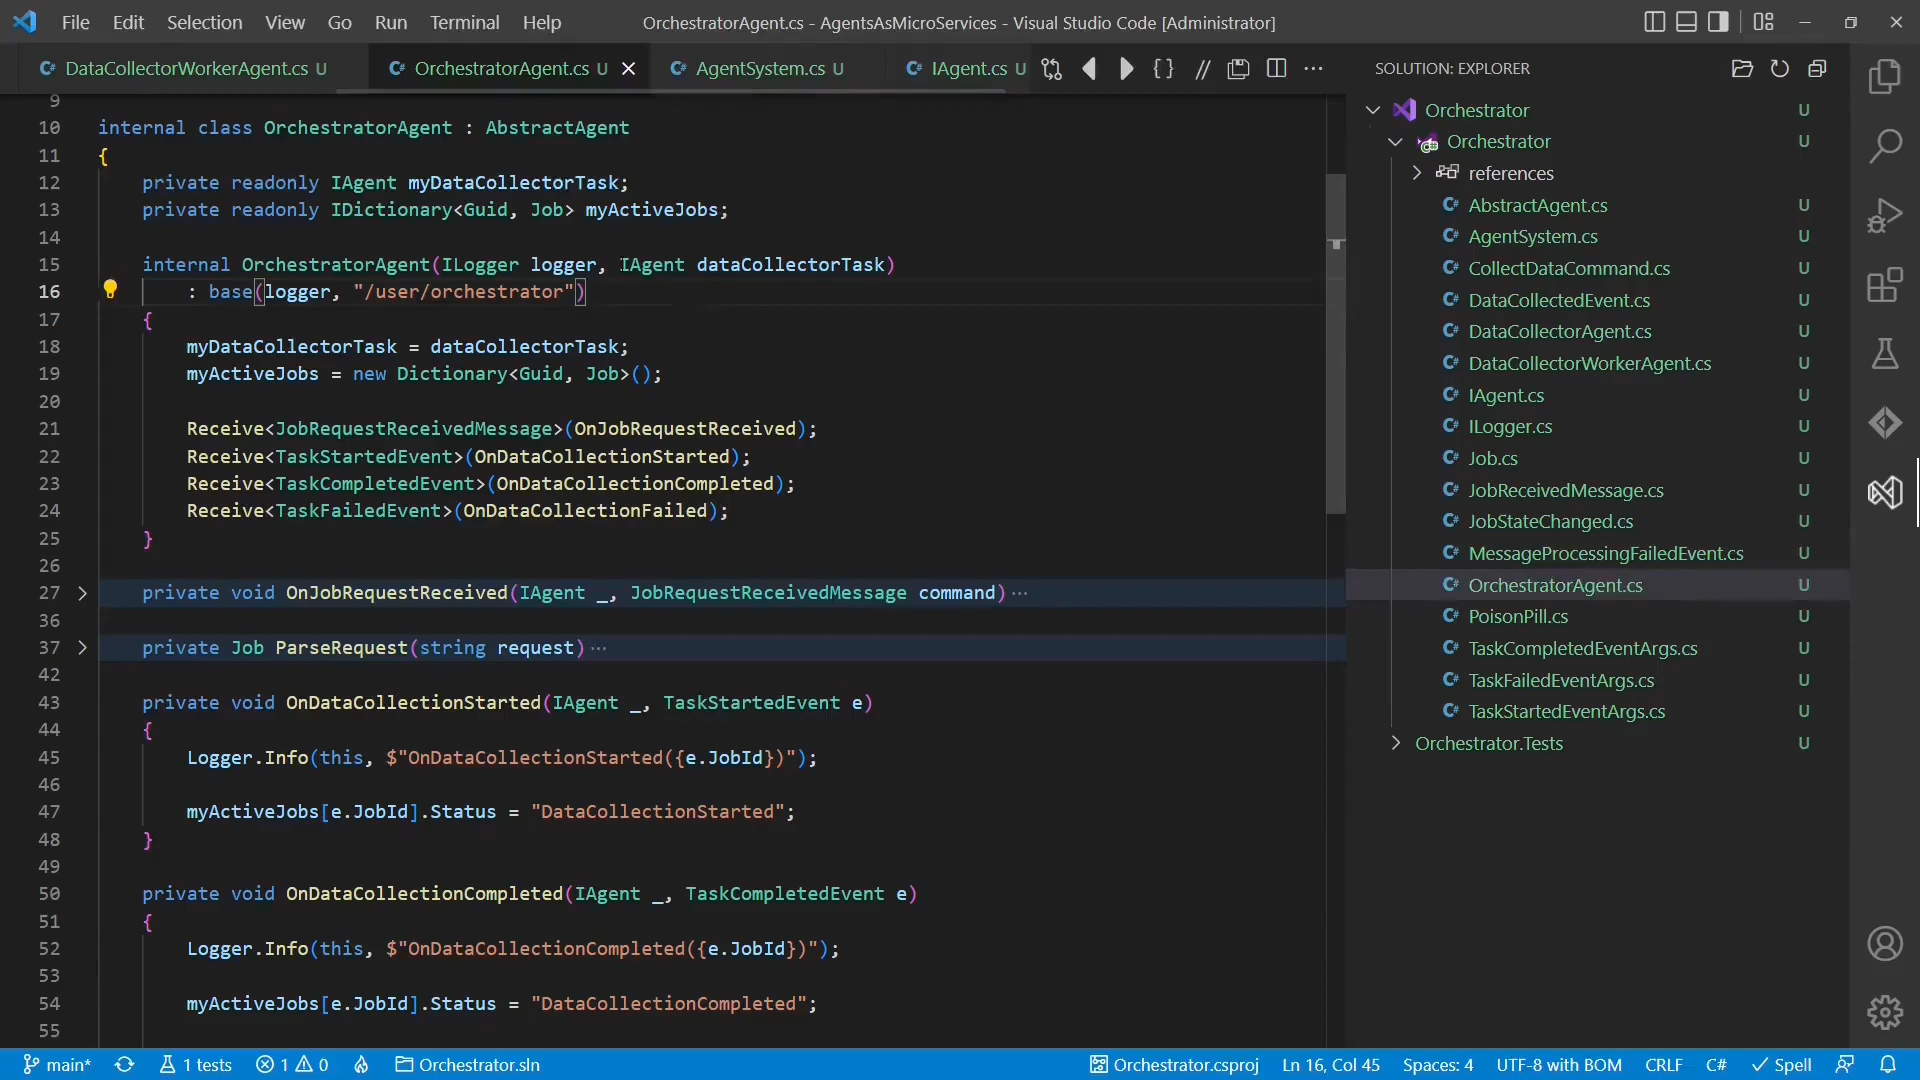 File Edit Selection View Go Run Terminal Help OrchestratorAgent.cs - AgentsAsMicroServices - Visual Studio Code [Administrator]
C# DataCollectorWorkerAgent.cs U C# OrchestratorAgent.cs U C# AgentSystem.cs U C# IAgent.cs U {} //
9
10 internal class OrchestratorAgent : AbstractAgent
11 {
12 private readonly IAgent myDataCollectorTask;
13 private readonly IDictionary<Guid, Job> myActiveJobs;
14
15 internal OrchestratorAgent(ILogger logger, IAgent dataCollectorTask)
16 : base(logger, "/user/orchestrator")
17 {
18 myDataCollectorTask = dataCollectorTask;
19 myActiveJobs = new Dictionary<Guid, Job>();
20
21 Receive<JobRequestReceivedMessage>(OnJobRequestReceived);
22 Receive<TaskStartedEvent>(OnDataCollectionStarted);
23 Receive<TaskCompletedEvent>(OnDataCollectionCompleted);
24 Receive<TaskFailedEvent>(OnDataCollectionFailed);
25 }
26
27 private void OnJobRequestReceived(IAgent _, JobRequestReceivedMessage command) ...
36
37 private Job ParseRequest(string request) ...
42
43 private void OnDataCollectionStarted(IAgent _, TaskStartedEvent e)
44 {
45 Logger.Info(this, $"OnDataCollectionStarted({e.JobId})");
46
47 myActiveJobs[e.JobId].Status = "DataCollectionStarted";
48 }
49
50 private void OnDataCollectionCompleted(IAgent _, TaskCompletedEvent e)
51 {
52 Logger.Info(this, $"OnDataCollectionCompleted({e.JobId})");
53
54 myActiveJobs[e.JobId].Status = "DataCollectionCompleted";
55
SOLUTION: EXPLORER
Orchestrator U
Orchestrator U
references
C# AbstractAgent.cs U
C# AgentSystem.cs U
C# CollectDataCommand.cs U
C# DataCollectedEvent.cs U
C# DataCollectorAgent.cs U
C# DataCollectorWorkerAgent.cs U
C# IAgent.cs U
C# ILogger.cs U
C# Job.cs U
C# JobReceivedMessage.cs U
C# JobStateChanged.cs U
C# MessageProcessingFailedEvent.cs U
C# OrchestratorAgent.cs U
C# PoisonPill.cs U
C# TaskCompletedEventArgs.cs U
C# TaskFailedEventArgs.cs U
C# TaskStartedEventArgs.cs U
Orchestrator.Tests U
main* 1 tests 1 0 Orchestrator.sln Orchestrator.csproj Ln 16, Col 45 Spaces: 4 UTF-8 with BOM CRLF C# Spell